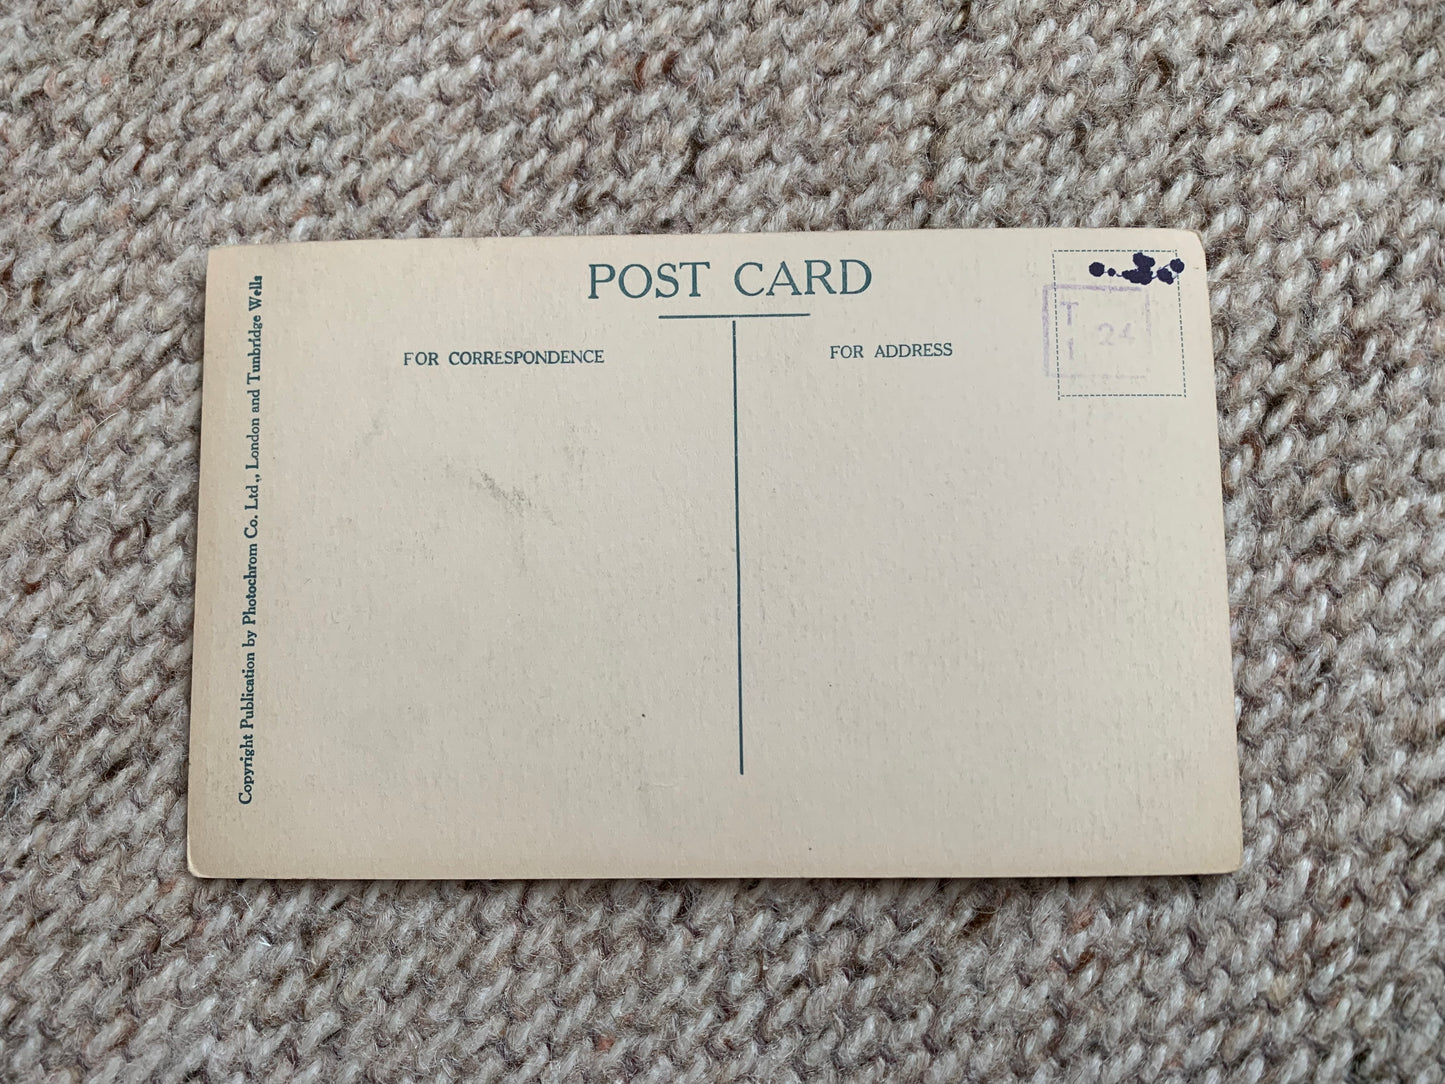 POST CARD
FOR CORRESPONDENCE
FOR ADDRESS
T 24
Copyright Publication by Photochrom Co. Ltd., London and Tunbridge Wells